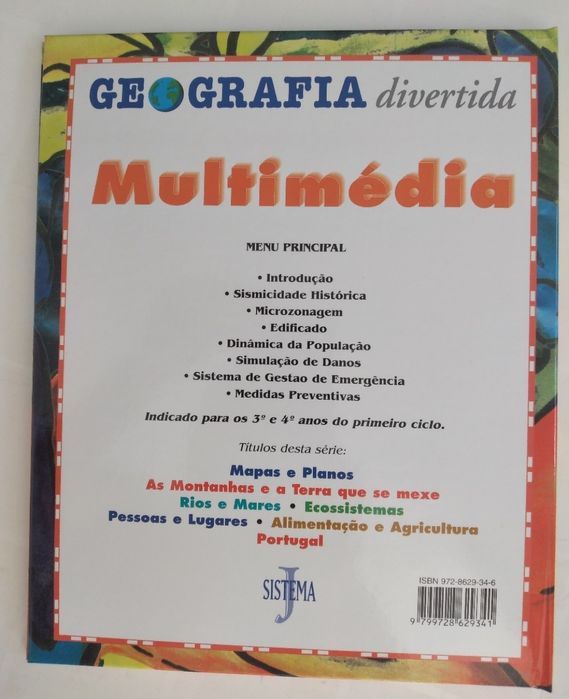 GEOGRAFIA divertida
Multimédia
MENU PRINCIPAL
• Introdução
• Sismicidade Histórica
• Microzonagem
• Edificado
• Dinâmica da População
• Simulação de Danos
• Sistema de Gestao de Emergência
• Medidas Preventivas
Indicado para os 3º e 4º anos do primeiro ciclo.
Títulos desta série:
Mapas e Planos
As Montanhas e a Terra que se mexe
Rios e Mares • Ecossistemas
Pessoas e Lugares • Alimentação e Agricultura
Portugal
SISTEMA J
ISBN 972-8629-34-6
9 799728 629341